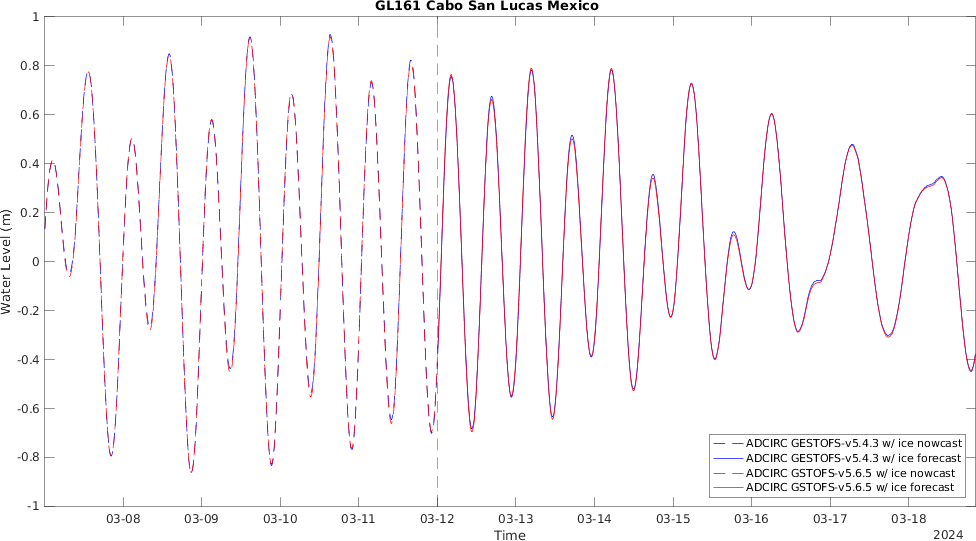 GL161 Cabo San Lucas Mexico
Water Level (m)
1
0.8
0.6
0.4
0.2
0
-0.2
-0.4
-0.6
-0.8
-1
03-08 03-09 03-10 03-11 03-12 03-13 03-14 03-15 03-16 03-17 03-18
Time
2024
ADCIRC GESTOFS-v5.4.3 w/ ice nowcast
ADCIRC GESTOFS-v5.4.3 w/ ice forecast
ADCIRC GSTOFS-v5.6.5 w/ ice nowcast
ADCIRC GSTOFS-v5.6.5 w/ ice forecast